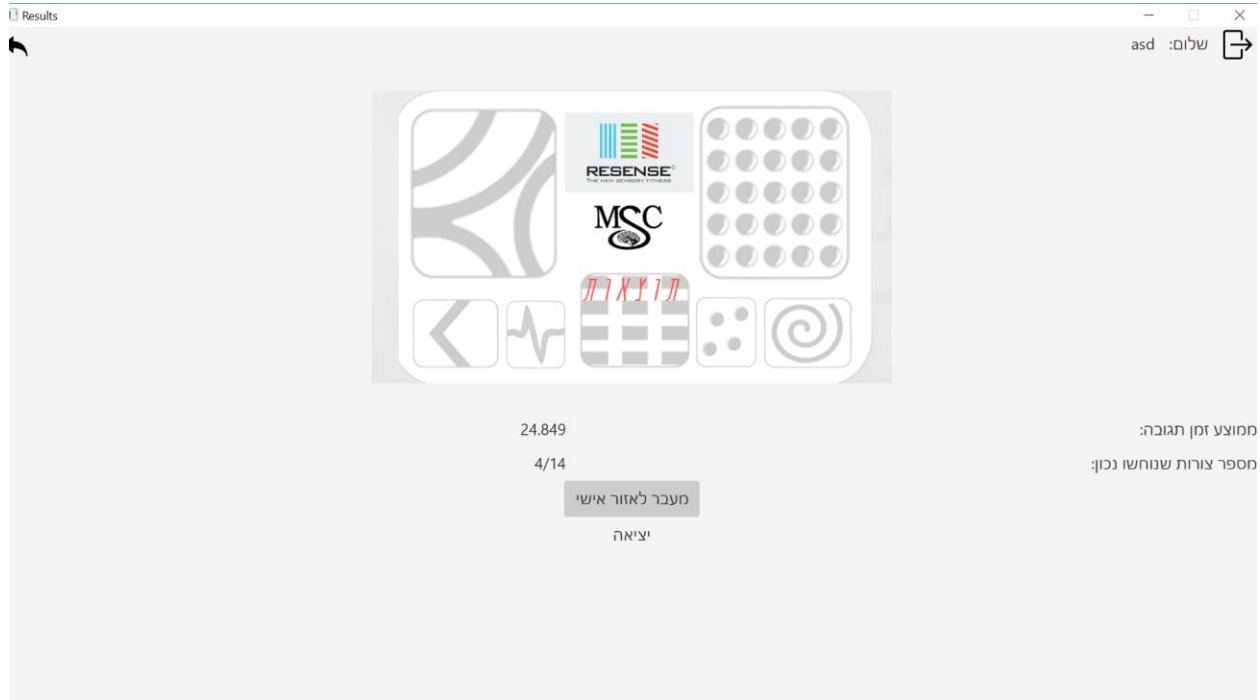 Results
שלום: asd
RESENSE
THE NEW SENSORY FITNESS
MSC
תוצאות
ממוצע זמן תגובה: 24.849
מספר צורות שנוחשו נכון: 4/14
מעבר לאזור אישי
יציאה